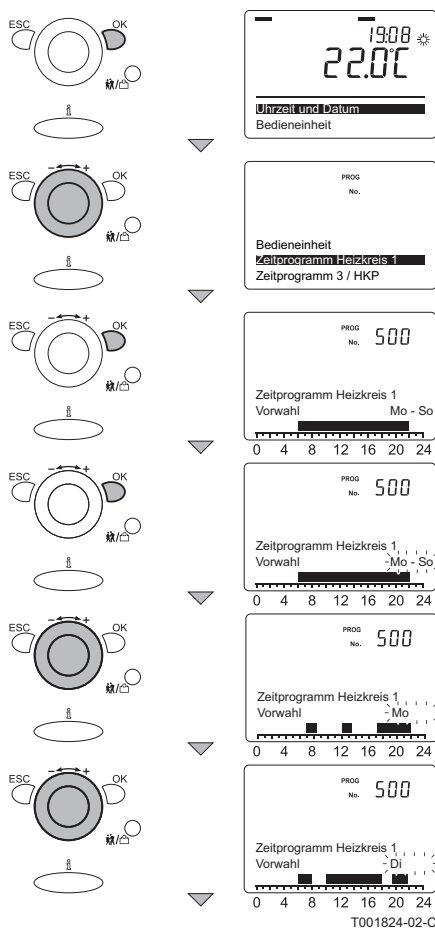 ESC OK
19:08
22.0°C
Uhrzeit und Datum
Bedieneinheit
ESC - + OK
PROG
No.
Bedieneinheit
Zeitprogramm Heizkreis 1
Zeitprogramm 3 / HKP
ESC - + OK
PROG
No. 500
Zeitprogramm Heizkreis 1
Vorwahl Mo - So
0 4 8 12 16 20 24
ESC - + OK
PROG
No. 500
Zeitprogramm Heizkreis 1
Vorwahl Mo - So
0 4 8 12 16 20 24
ESC - + OK
PROG
No. 500
Zeitprogramm Heizkreis 1
Vorwahl Mo
0 4 8 12 16 20 24
ESC - + OK
PROG
No. 500
Zeitprogramm Heizkreis 1
Vorwahl Di
0 4 8 12 16 20 24
T001824-02-C